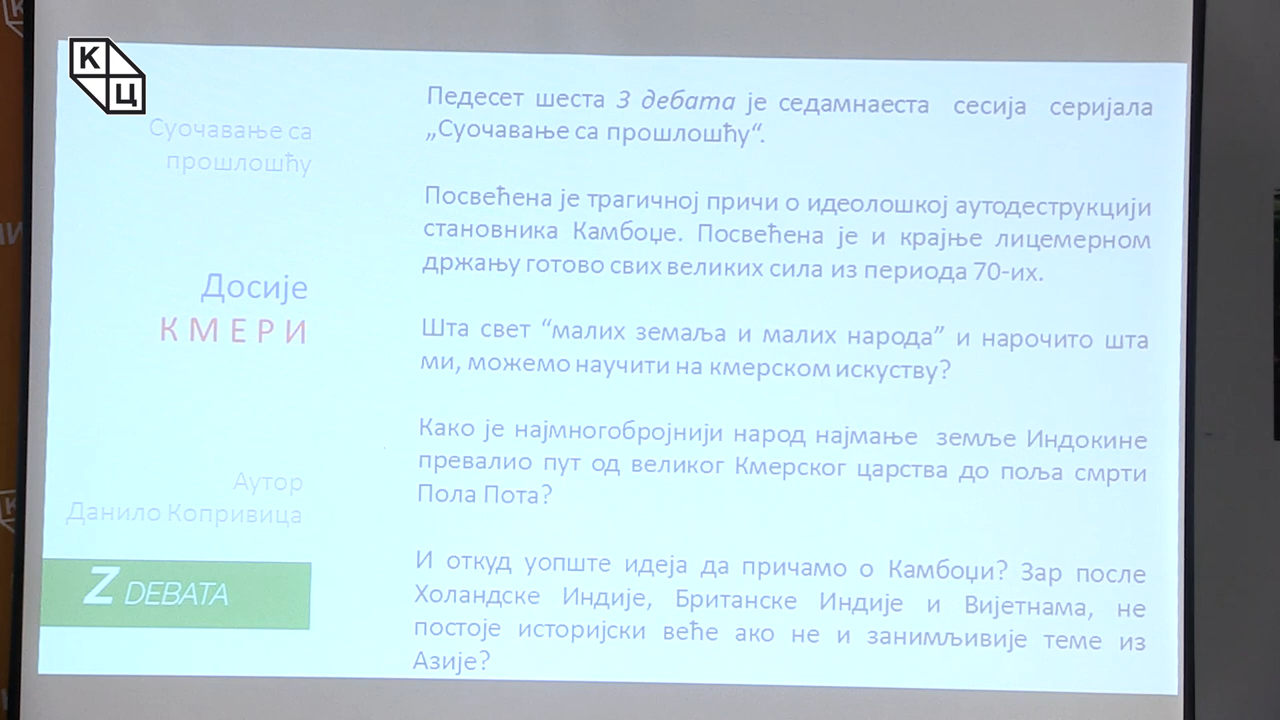 К
Ц
Суочавање са
прошлошћу
Досије
КМЕРИ
Аутор
Данило Копривица
Z DEBATA
Педесет шеста З дебата је седамнаеста сесија серијала
„Суочавање са прошлошћу“.
Посвећена је трагичној причи о идеолошкој аутодеструкцији
становника Камбоџе. Посвећена је и крајње лицемерном
држању готово свих великих сила из периода 70-их.
Шта свет “малих земаља и малих народа” и нарочито шта
ми, можемо научити на кмерском искуству?
Како је најмногобројнији народ најмање земље Индокине
превалио пут од великог Кмерског царства до поља смрти
Пола Пота?
И откуд уопште идеја да причамо о Камбоџи? Зар после
Холандске Индије, Британске Индије и Вијетнама, не
постоје историјски веће ако не и занимљивије теме из
Азије?